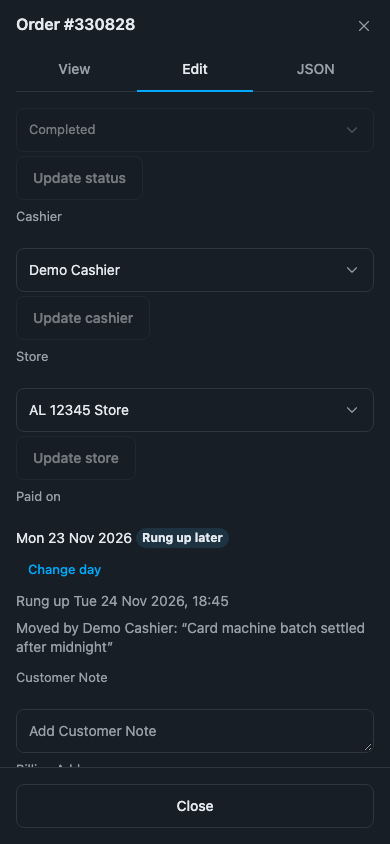 Order #330828
View
Edit
JSON
Completed
Update status
Cashier
Demo Cashier
Update cashier
Store
AL 12345 Store
Update store
Paid on
Mon 23 Nov 2026 Rung up later
Change day
Rung up Tue 24 Nov 2026, 18:45
Moved by Demo Cashier: “Card machine batch settled
after midnight”
Customer Note
Add Customer Note
Close